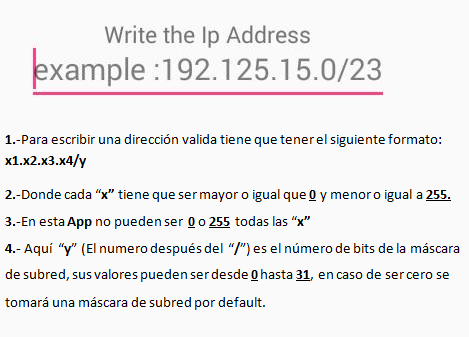 Write the Ip Address
example :192.125.15.0/23
1.-Para escribir una dirección valida tiene que tener el siguiente formato:
x1.x2.x3.x4/y
2.-Donde cada “x” tiene que ser mayor o igual que 0 y menor o igual a 255.
3.-En esta App no pueden ser 0 o 255 todas las “x”
4.- Aquí “y” (El numero después del “/”) es el número de bits de la máscara
de subred, sus valores pueden ser desde 0 hasta 31, en caso de ser cero se
tomará una máscara de subred por default.